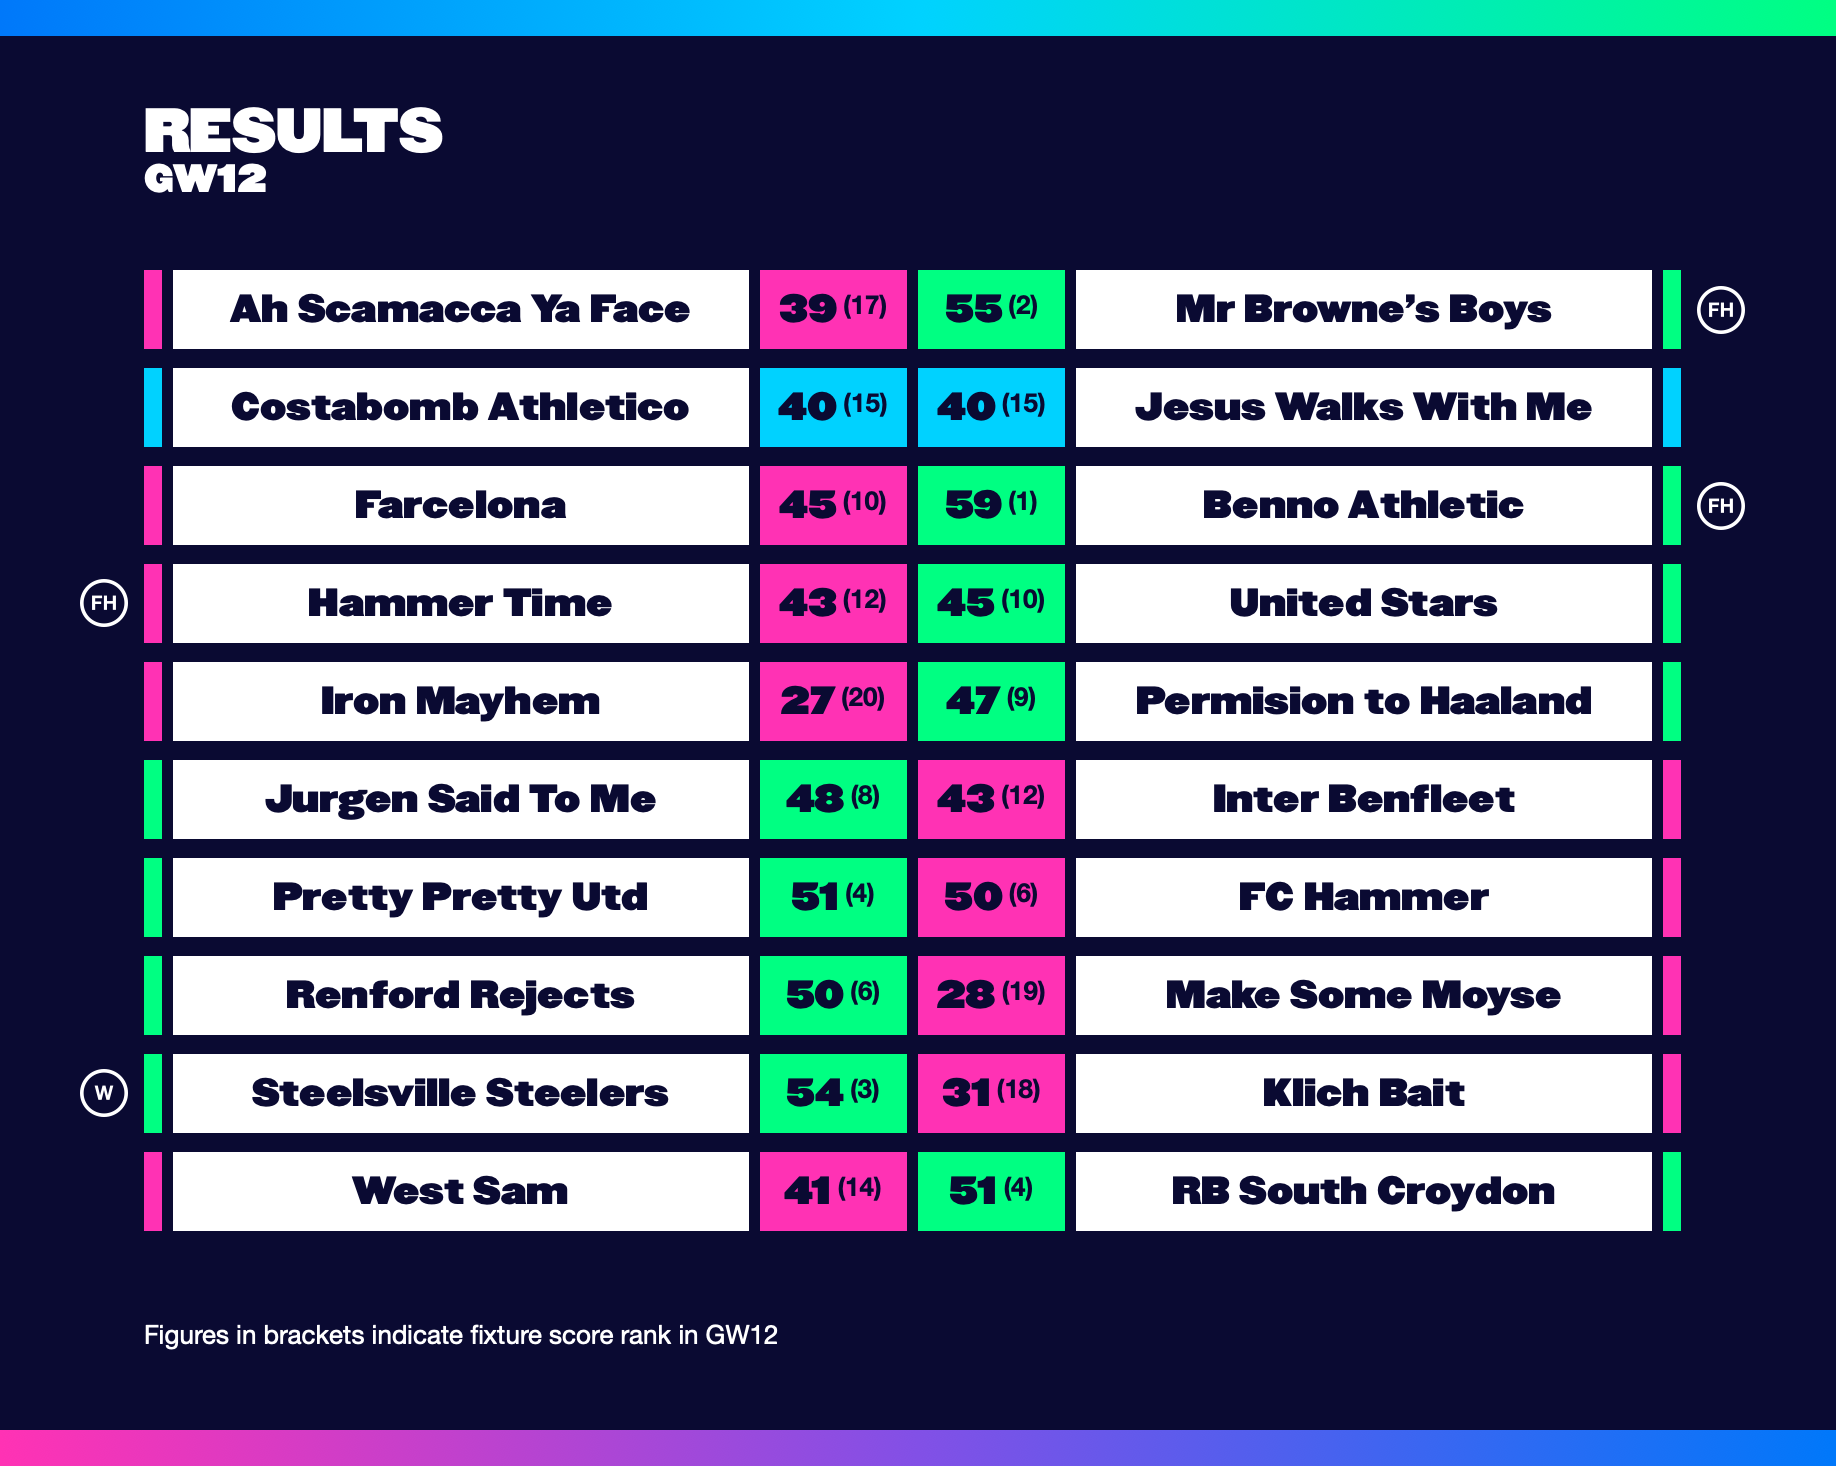 RESULTS
GW12
Ah Scamacca Ya Face 39 (17) 55 (2) Mr Browne’s Boys FH
Costabomb Athletico 40 (15) 40 (15) Jesus Walks With Me
Farcelona 45 (10) 59 (1) Benno Athletic FH
FH Hammer Time 43 (12) 45 (10) United Stars
Iron Mayhem 27 (20) 47 (9) Permision to Haaland
Jurgen Said To Me 48 (8) 43 (12) Inter Benfleet
Pretty Pretty Utd 51 (4) 50 (6) FC Hammer
Renford Rejects 50 (6) 28 (19) Make Some Moyse
W Steelsville Steelers 54 (3) 31 (18) Klich Bait
West Sam 41 (14) 51 (4) RB South Croydon
Figures in brackets indicate fixture score rank in GW12